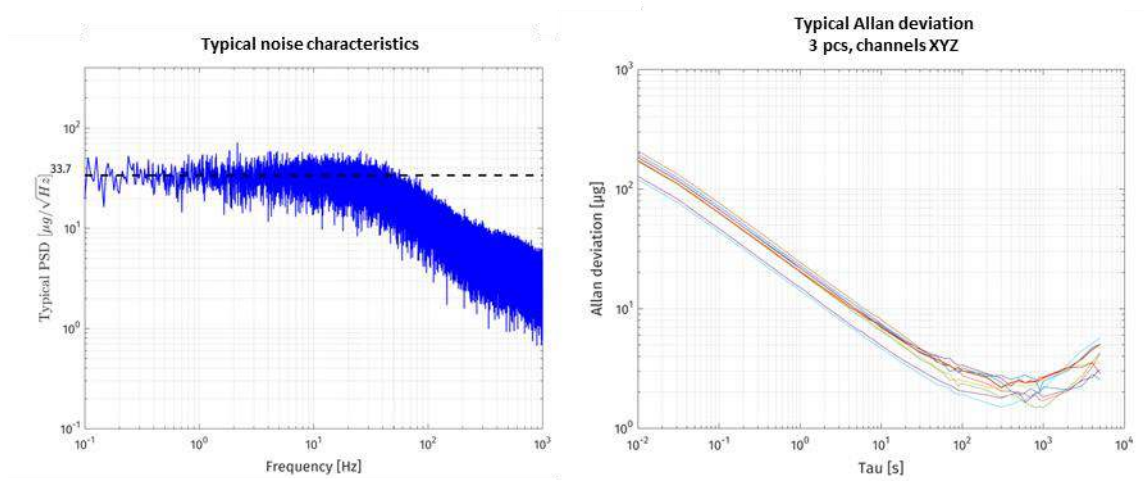 Typical noise characteristics
10²
33.7
10¹
10⁰
10⁻¹
Typical PSD [μg/√Hz]
10⁻¹ 10⁰ 10¹ 10² 10³
Frequency [Hz]
Typical Allan deviation
3 pcs, channels XYZ
10³
10²
10¹
10⁰
Allan deviation [μg]
10⁻² 10⁻¹ 10⁰ 10¹ 10² 10³ 10⁴
Tau [s]